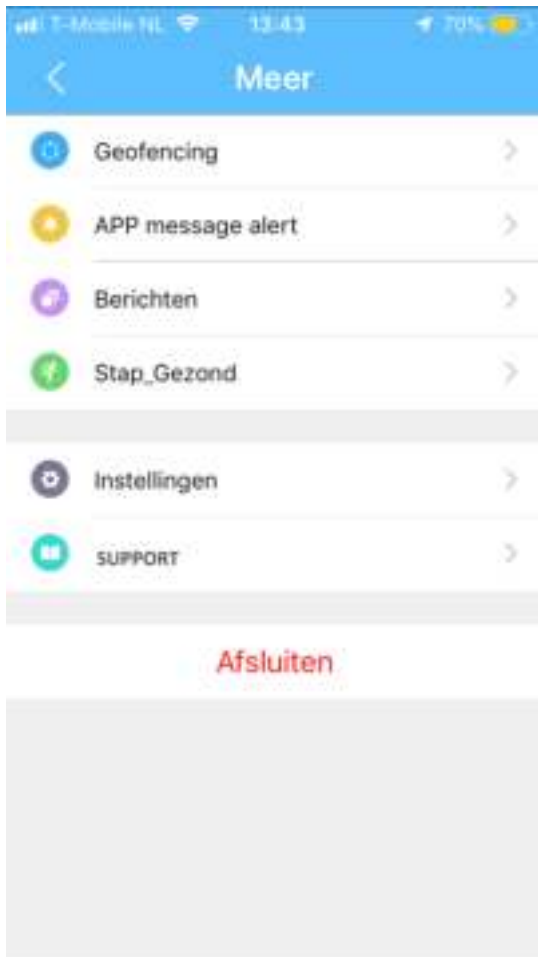 T-Mobile NL 13:43 70%
Meer
Geofencing
APP message alert
Berichten
Stap_Gezond
Instellingen
SUPPORT
Afsluiten